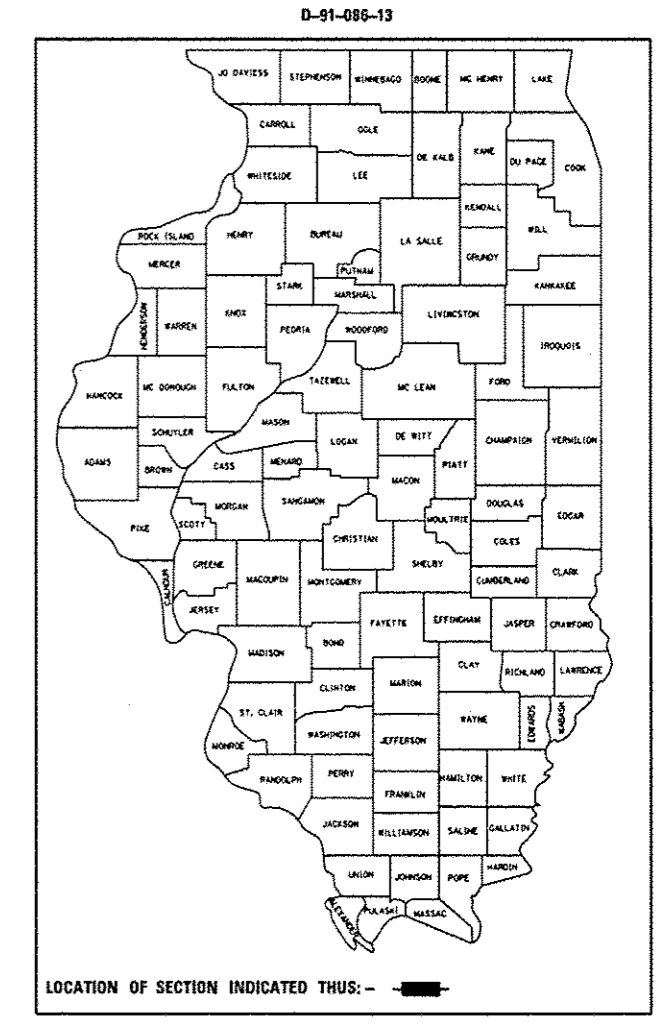 D-91-086-13
JO DAVIESS STEPHENSON WINNEBAGO BOONE MC HENRY LAKE
CARROLL OGLE DE KALB KANE DU PAGE COOK
WHITESIDE LEE KENDALL WILL
ROCK ISLAND HENRY BUREAU LA SALLE GRUNDY
MERCER STARK PUTNAM MARSHALL KANKAKEE
HENDERSON WARREN KNOX PEORIA WOODFORD LIVINGSTON IROQUOIS
HANCOCK MC DONOUGH FULTON TAZEWELL MC LEAN FORD
SCHUYLER MASON LOGAN DE WITT CHAMPAIGN VERMILION
ADAMS BROWN CASS MENARD MACON PIATT
PIKE SCOTT MORGAN SANGAMON CHRISTIAN MOULTRIE DOUGLAS EDGAR
COLES
CALHOUN GREENE MACOUPIN MONTGOMERY SHELBY CUMBERLAND CLARK
JERSEY FAYETTE EFFINGHAM JASPER CRAWFORD
MADISON BOND CLAY RICHLAND LAWRENCE
CLINTON MARION
ST. CLAIR WASHINGTON JEFFERSON WAYNE EDWARDS WABASH
MONROE
RANDOLPH PERRY FRANKLIN HAMILTON WHITE
JACKSON WILLIAMSON SALINE GALLATIN
UNION JOHNSON POPE HARDIN
ALEXANDER PULASKI MASSAC
LOCATION OF SECTION INDICATED THUS: -